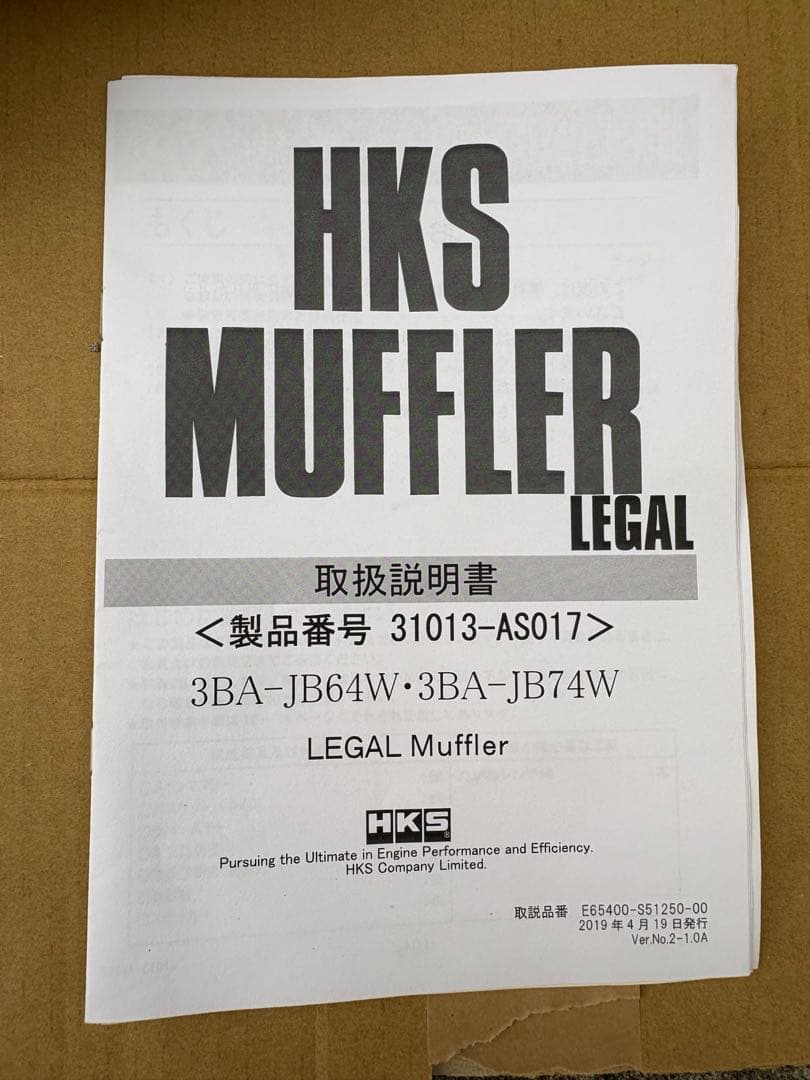 HKS
MUFFLER
LEGAL
取扱説明書
＜製品番号 31013-AS017＞
3BA-JB64W・3BA-JB74W
LEGAL Muffler
HKS®
Pursuing the Ultimate in Engine Performance and Efficiency.
HKS Company Limited.
取説品番 E65400-S51250-00
2019年4月19日発行
Ver.No.2-1.0A